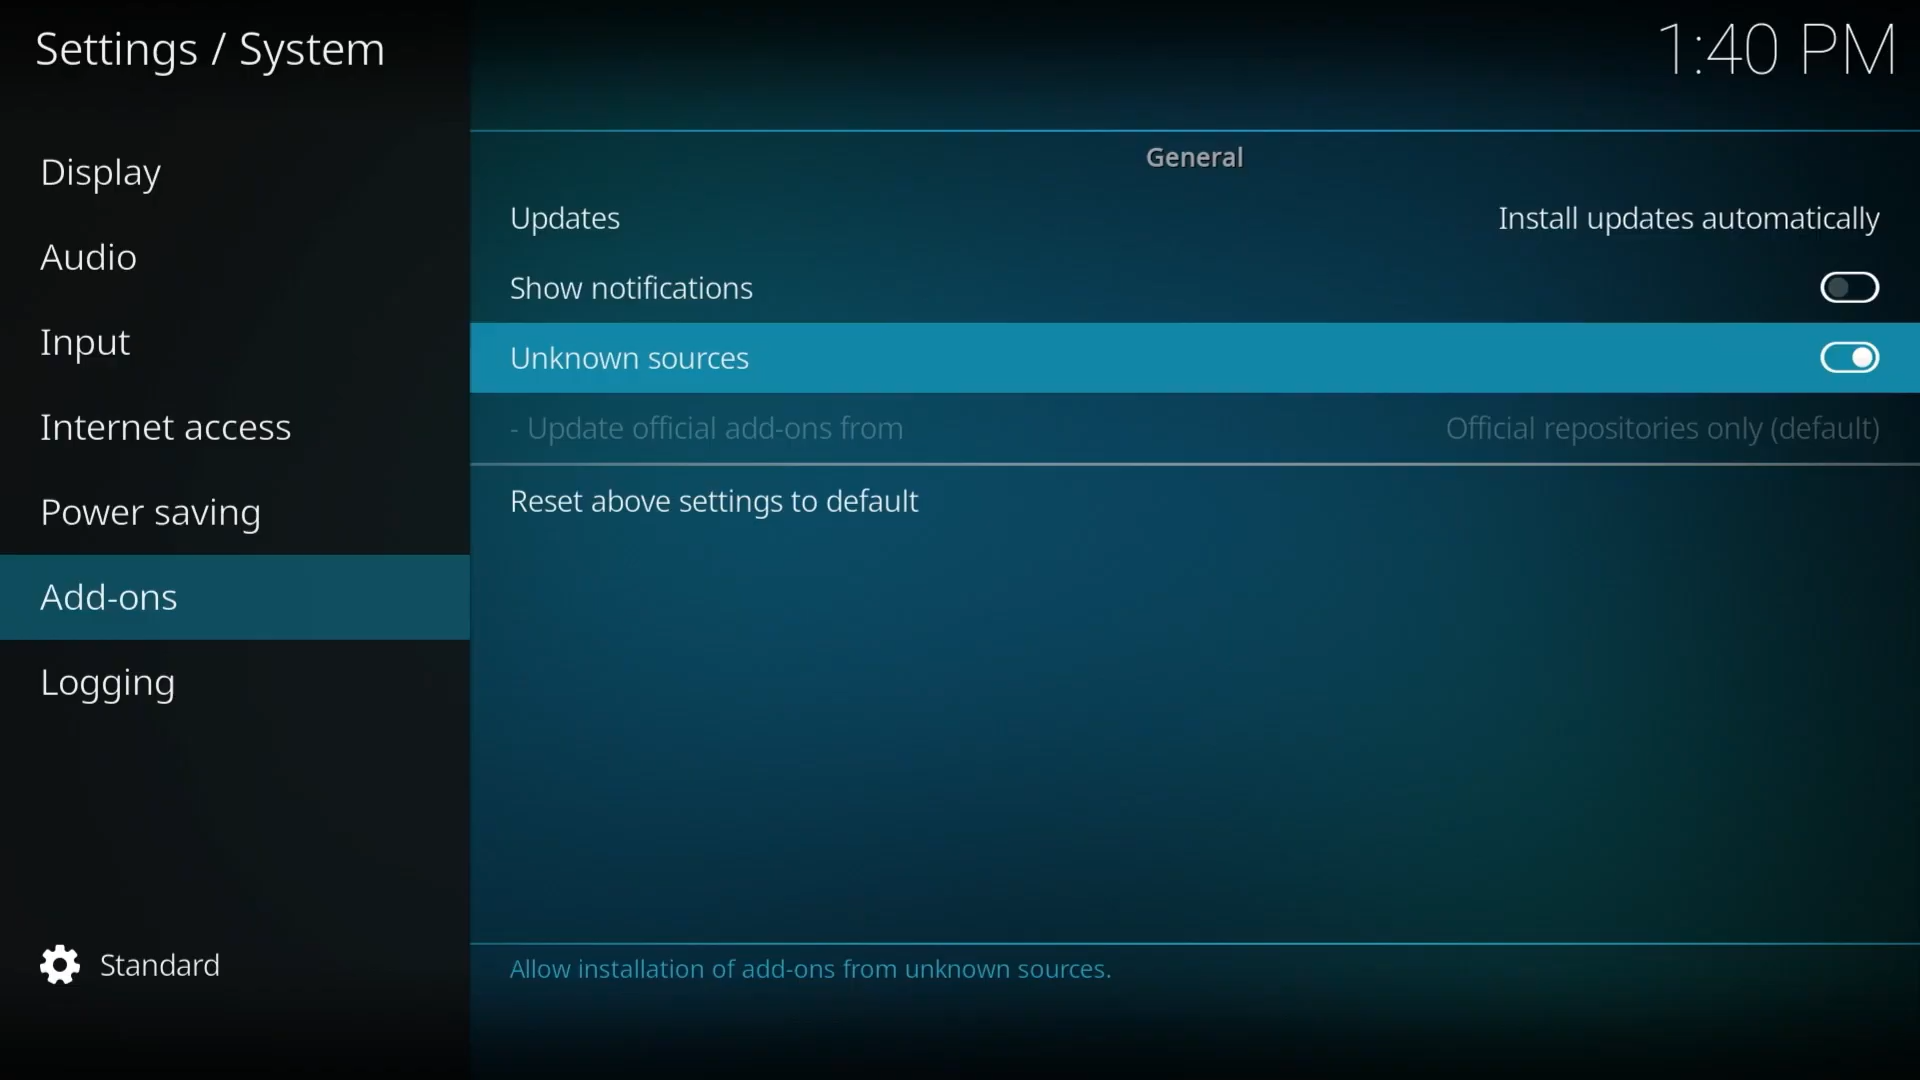 Settings / System
1:40 PM
Display
Audio
Input
Internet access
Power saving
Add-ons
Logging
Standard
General
Updates Install updates automatically
Show notifications
Unknown sources
- Update official add-ons from Official repositories only (default)
Reset above settings to default
Allow installation of add-ons from unknown sources.